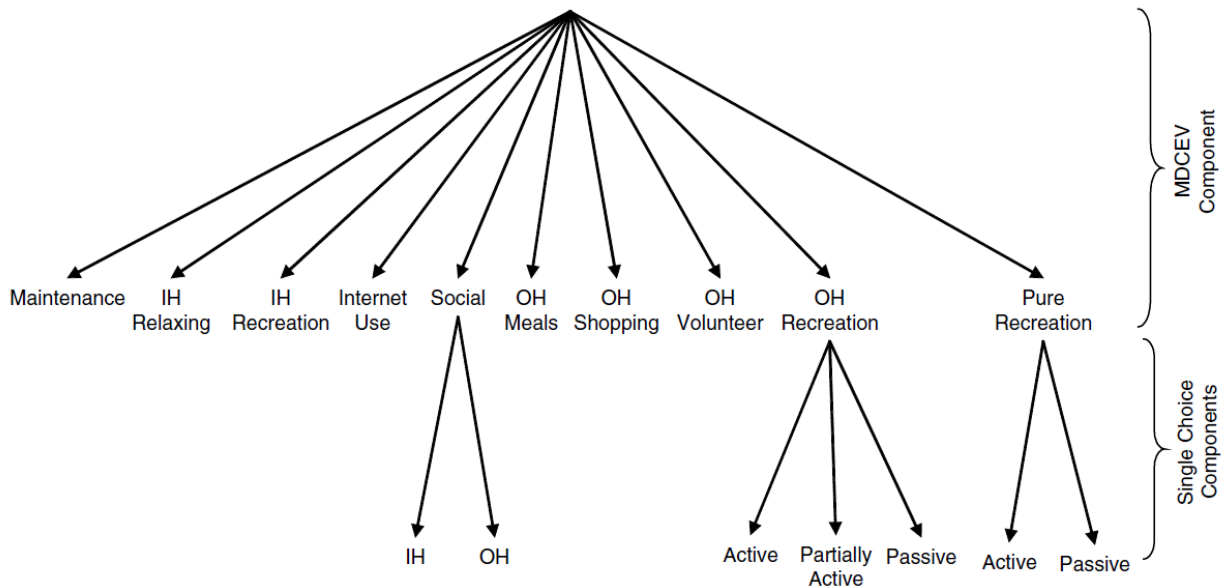 MDCEV
Component
Maintenance
IH
Relaxing
IH
Recreation
Internet
Use
Social
OH
Meals
OH
Shopping
OH
Volunteer
OH
Recreation
Pure
Recreation
Single Choice
Components
IH
OH
Active
Partially
Active
Passive
Active
Passive